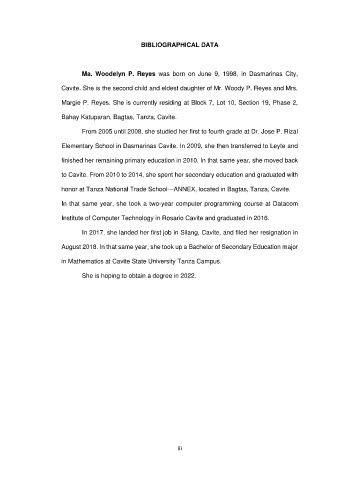 BIBLIOGRAPHICAL DATA
Ma. Woodelyn P. Reyes was born on June 9, 1998, in Dasmarinas City,
Cavite. She is the second child and eldest daughter of Mr. Woody P. Reyes and Mrs.
Margie P. Reyes. She is currently residing at Block 7, Lot 10, Section 19, Phase 2,
Bahay Katuparan, Bagtas, Tanza, Cavite.
From 2005 until 2008, she studied her first to fourth grade at Dr. Jose P. Rizal
Elementary School in Dasmarinas Cavite. In 2009, she then transferred to Leyte and
finished her remaining primary education in 2010. In that same year, she moved back
to Cavite. From 2010 to 2014, she spent her secondary education and graduated with
honor at Tanza National Trade School—ANNEX, located in Bagtas, Tanza, Cavite.
In that same year, she took a two-year computer programming course at Datacom
Institute of Computer Technology in Rosario Cavite and graduated in 2016.
In 2017, she landed her first job in Silang, Cavite, and filed her resignation in
August 2018. In that same year, she took up a Bachelor of Secondary Education major
in Mathematics at Cavite State University Tanza Campus.
She is hoping to obtain a degree in 2022.
iii